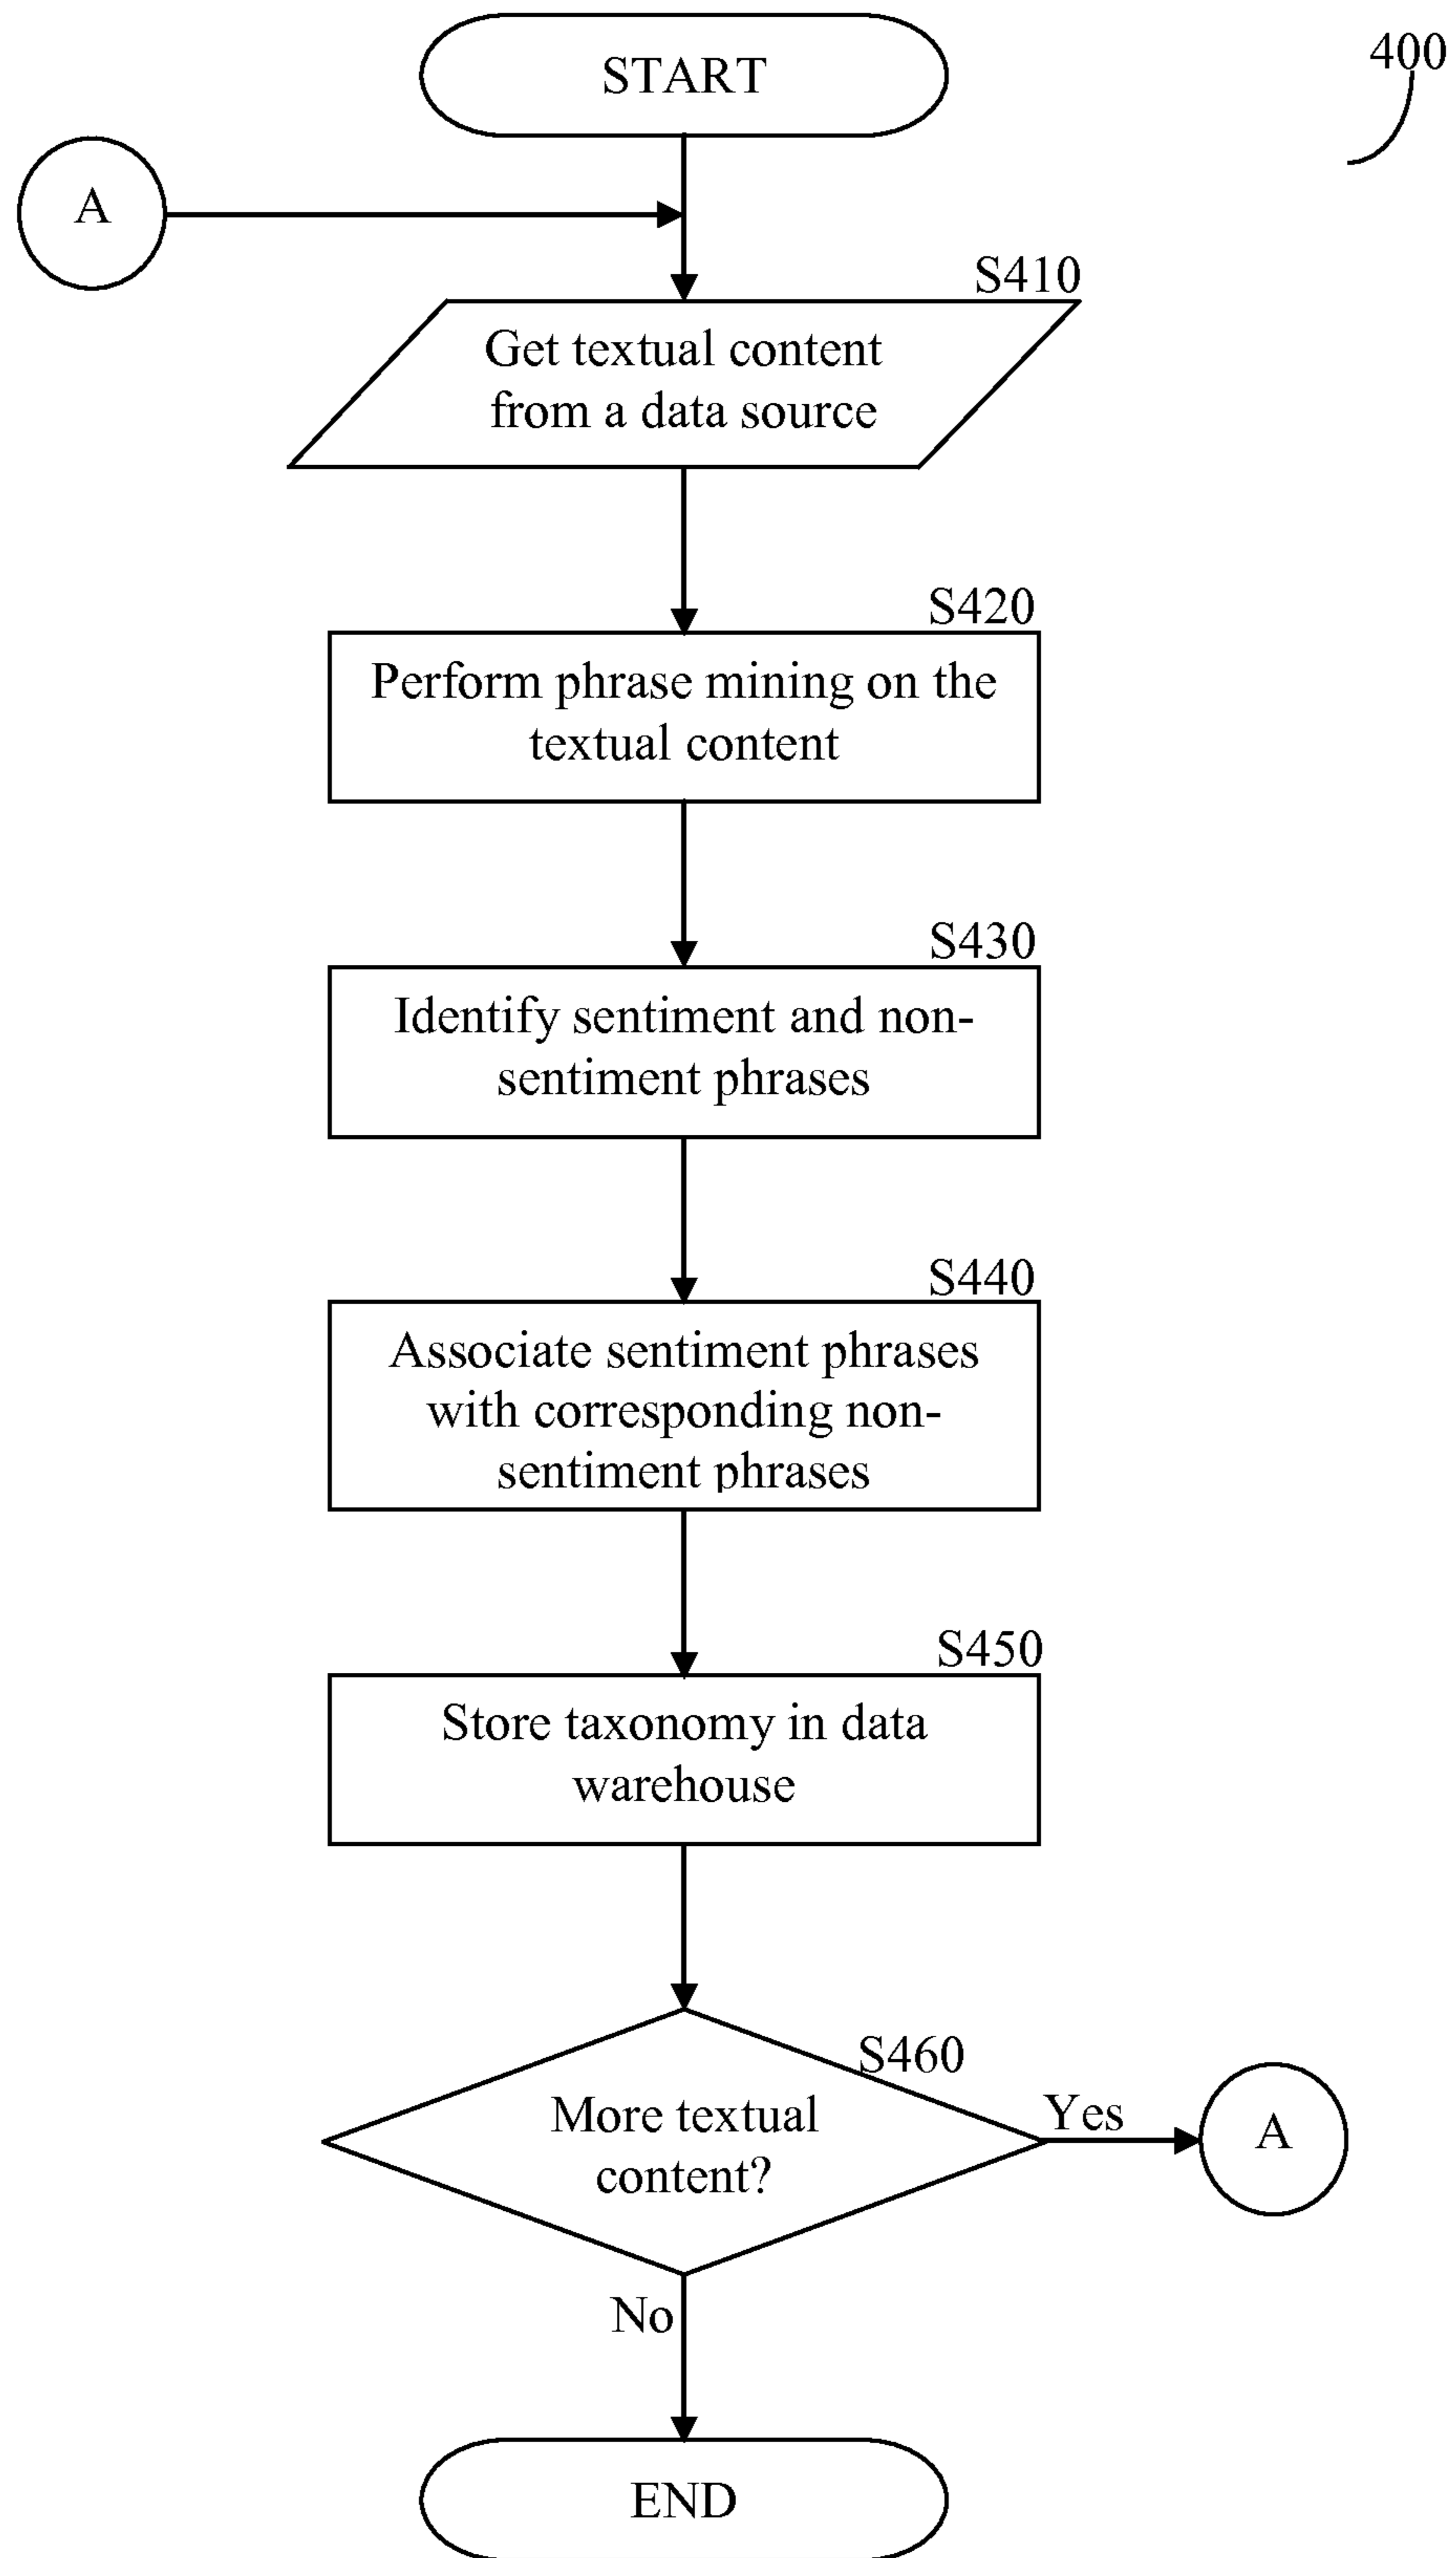 START
400
A
S410
Get textual content
from a data source
S420
Perform phrase mining on the
textual content
S430
Identify sentiment and non-
sentiment phrases
S440
Associate sentiment phrases
with corresponding non-
sentiment phrases
S450
Store taxonomy in data
warehouse
S460
More textual
content?
Yes
A
No
END